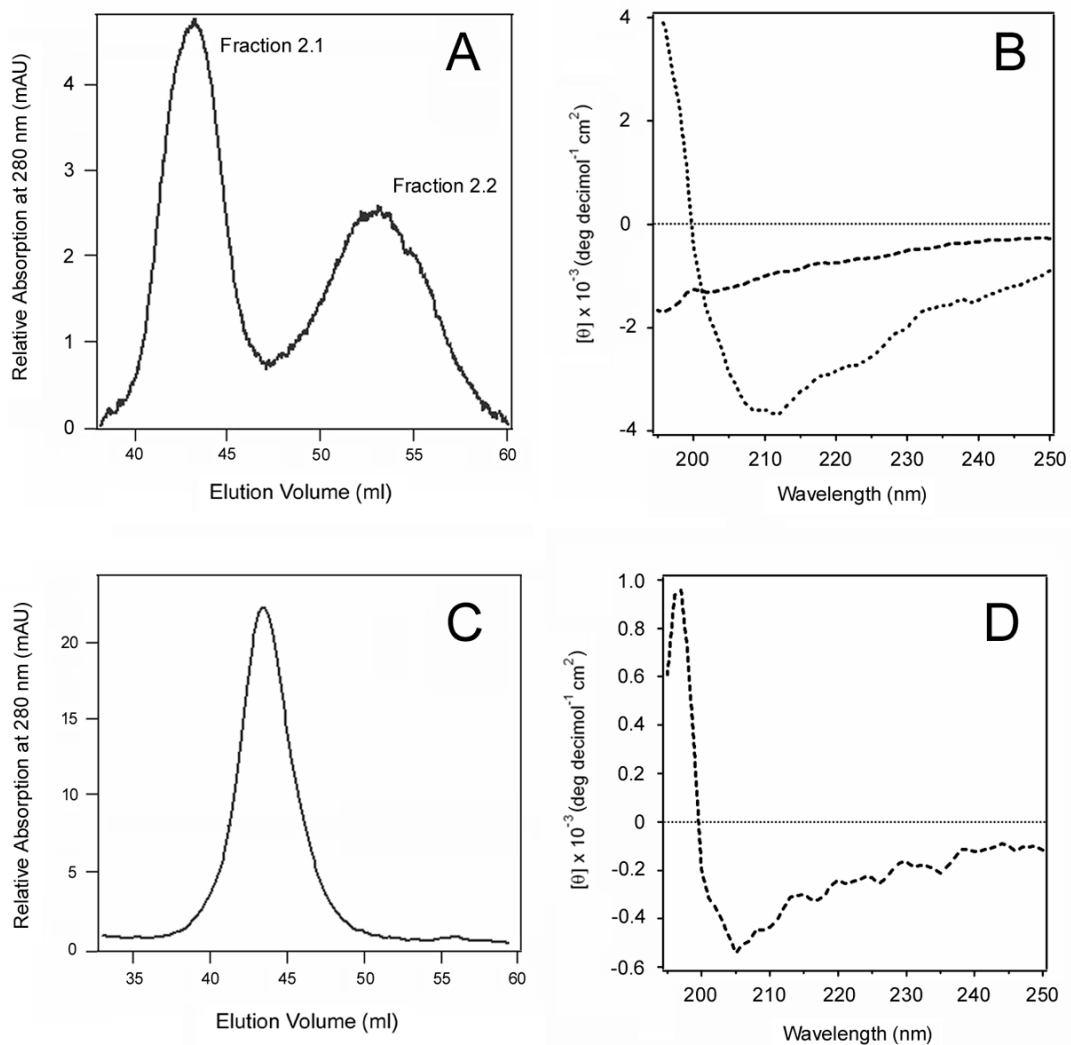 A
Fraction 2.1
Fraction 2.2
Relative Absorption at 280 nm (mAU)
4
3
2
1
0
40 45 50 55 60
Elution Volume (ml)
B
[θ] x 10⁻³ (deg decimol⁻¹ cm²)
4
2
0
-2
-4
200 210 220 230 240 250
Wavelength (nm)
C
Relative Absorption at 280 nm (mAU)
20
15
10
5
0
35 40 45 50 55 60
Elution Volume (ml)
D
[θ] x 10⁻³ (deg decimol⁻¹ cm²)
1.0
0.8
0.6
0.4
0.2
0
-0.2
-0.4
-0.6
200 210 220 230 240 250
Wavelength (nm)